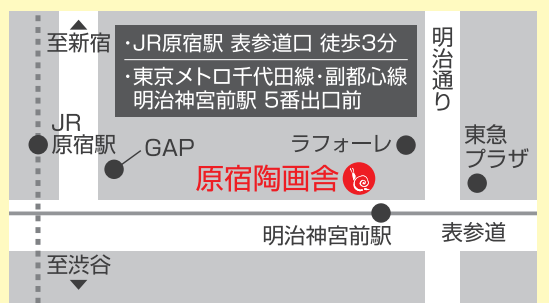 至新宿
・JR原宿駅 表参道口 徒歩3分
・東京メトロ千代田線・副都心線
明治神宮前駅 5番出口前
明治通り
JR
原宿駅
GAP
ラフォーレ
東急
プラザ
原宿陶画舎
明治神宮前駅
表参道
至渋谷